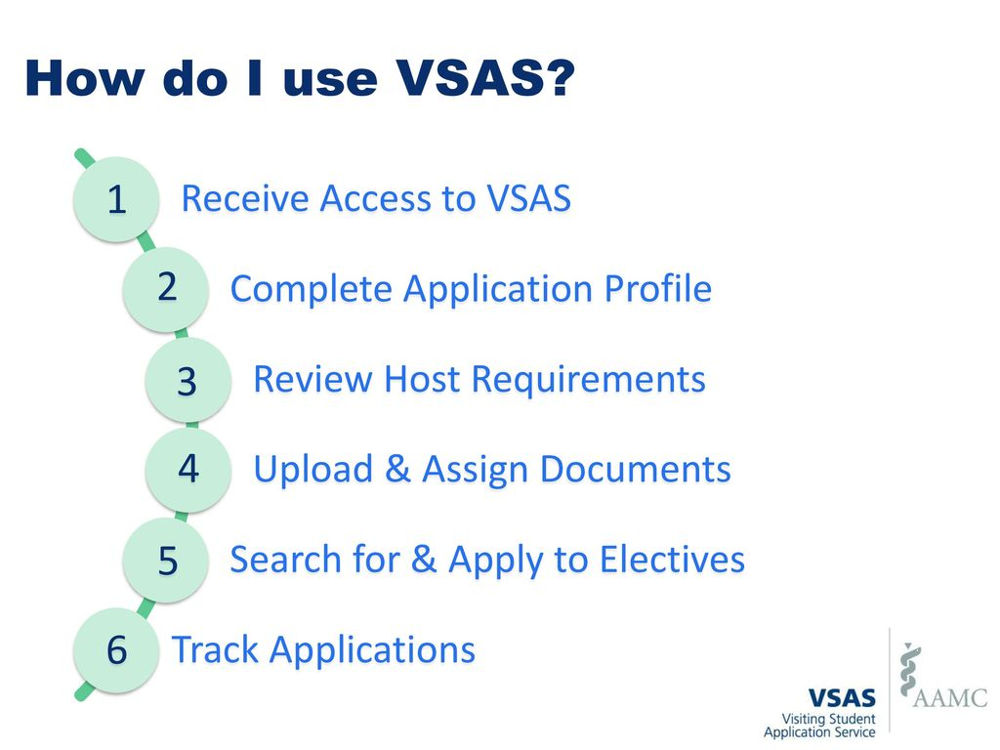 How do I use VSAS?
1 Receive Access to VSAS
2 Complete Application Profile
3 Review Host Requirements
4 Upload & Assign Documents
5 Search for & Apply to Electives
6 Track Applications
VSAS
Visiting Student
Application Service
AAMC